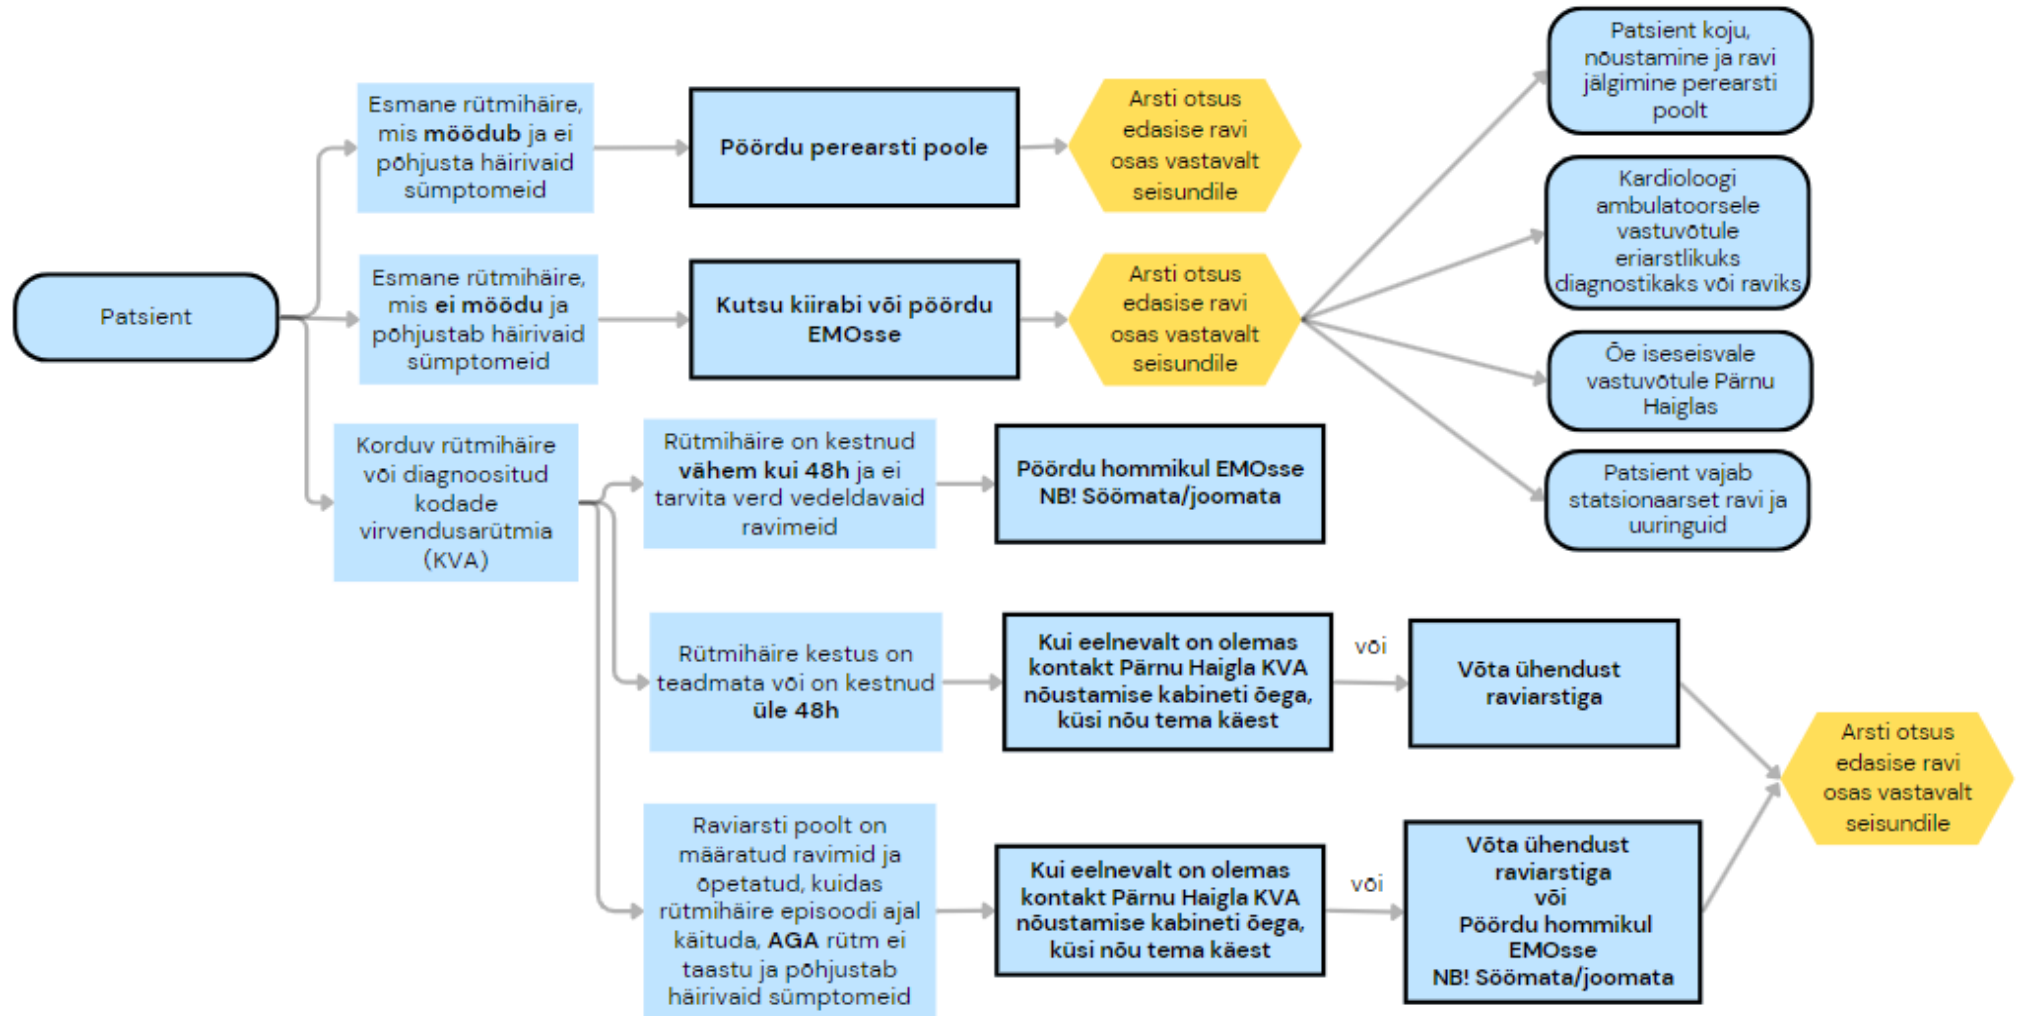 Patsient
Esmane rütmihäire,
mis möödub ja ei
põhjusta häirivaid
sümptomeid
Pöördu perearsti poole
Arsti otsus
edasise ravi
osas vastavalt
seisundile
Esmane rütmihäire,
mis ei möödu ja
põhjustab häirivaid
sümptomeid
Kutsu kiirabi või pöördu
EMOsse
Arsti otsus
edasise ravi
osas vastavalt
seisundile
Patsient koju,
nõustamine ja ravi
jälgimine perearsti
poolt
Kardioloogi
ambulatoorsele
vastuvõtule
eriarstlikuks
diagnostikaks või raviks
Õe iseseisvale
vastuvõtule Pärnu
Haiglas
Patsient vajab
statsionaarset ravi ja
uuringuid
Korduv rütmihäire
või diagnoositud
kodade
virvendusarütmia
(KVA)
Rütmihäire on kestnud
vähem kui 48h ja ei
tarvita verd vedeldavaid
ravimeid
Pöördu hommikul EMOsse
NB! Söömata/joomata
Rütmihäire kestus on
teadmata või on kestnud
üle 48h
Kui eelnevalt on olemas
kontakt Pärnu Haigla KVA
nõustamise kabineti õega,
küsi nõu tema käest
või
Võta ühendust
raviarstiga
Raviarsti poolt on
määratud ravimid ja
õpetatud, kuidas
rütmihäire episoodi ajal
käituda, AGA rütm ei
taastu ja põhjustab
häirivaid sümptomeid
Kui eelnevalt on olemas
kontakt Pärnu Haigla KVA
nõustamise kabineti õega,
küsi nõu tema käest
või
Võta ühendust
raviarstiga
või
Pöördu hommikul
EMOsse
NB! Söömata/joomata
Arsti otsus
edasise ravi
osas vastavalt
seisundile